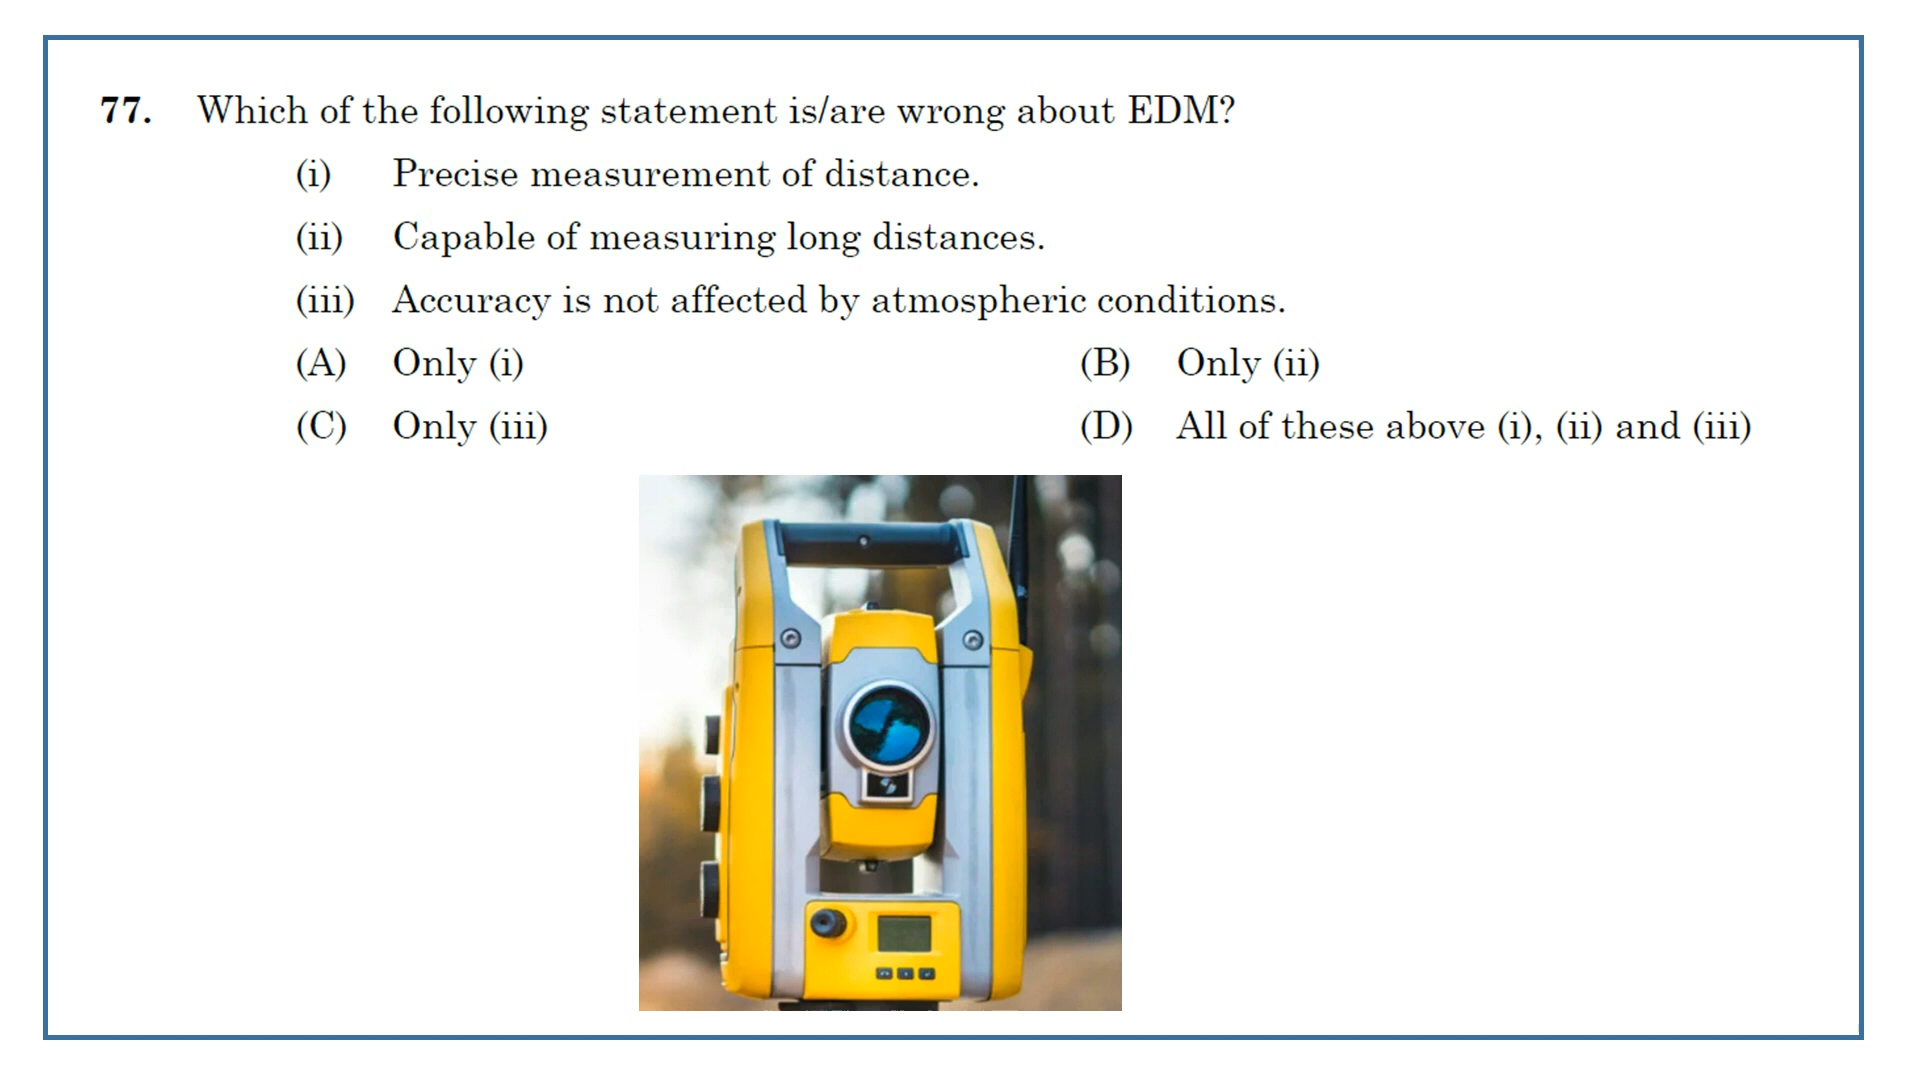 77. Which of the following statement is/are wrong about EDM?
(i) Precise measurement of distance.
(ii) Capable of measuring long distances.
(iii) Accuracy is not affected by atmospheric conditions.
(A) Only (i) (B) Only (ii)
(C) Only (iii) (D) All of these above (i), (ii) and (iii)